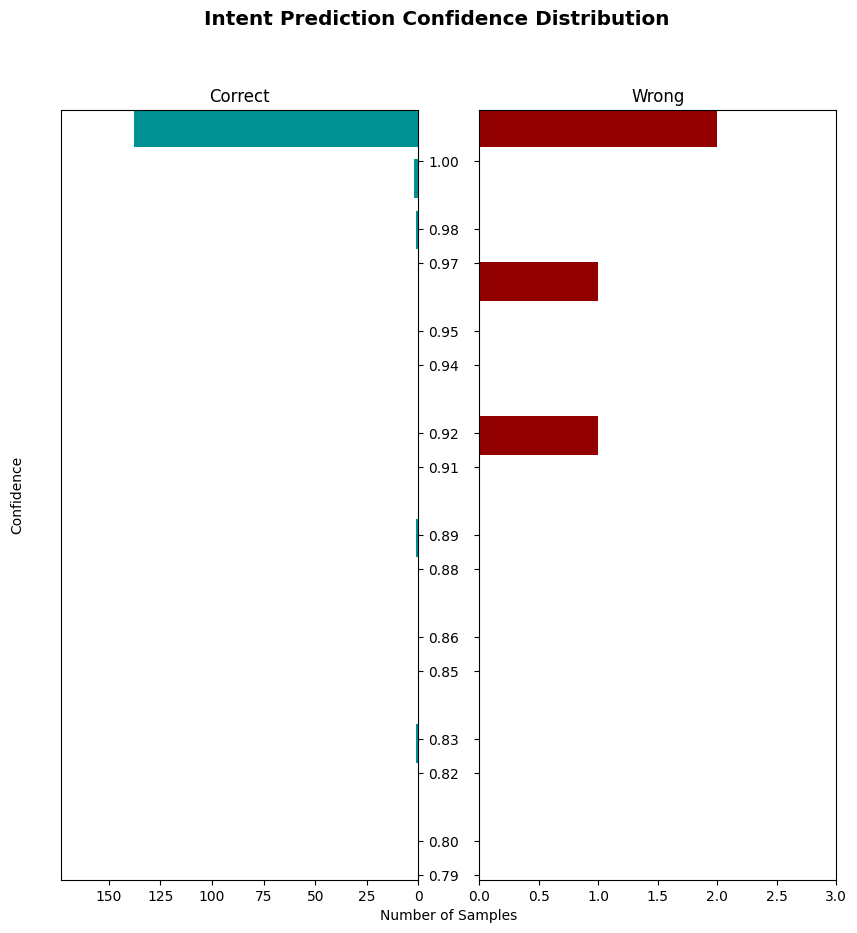 Intent Prediction Confidence Distribution
Correct
Wrong
Confidence
1.00
0.98
0.97
0.95
0.94
0.92
0.91
0.89
0.88
0.86
0.85
0.83
0.82
0.80
0.79
150 125 100 75 50 25 0
0.0 0.5 1.0 1.5 2.0 2.5 3.0
Number of Samples